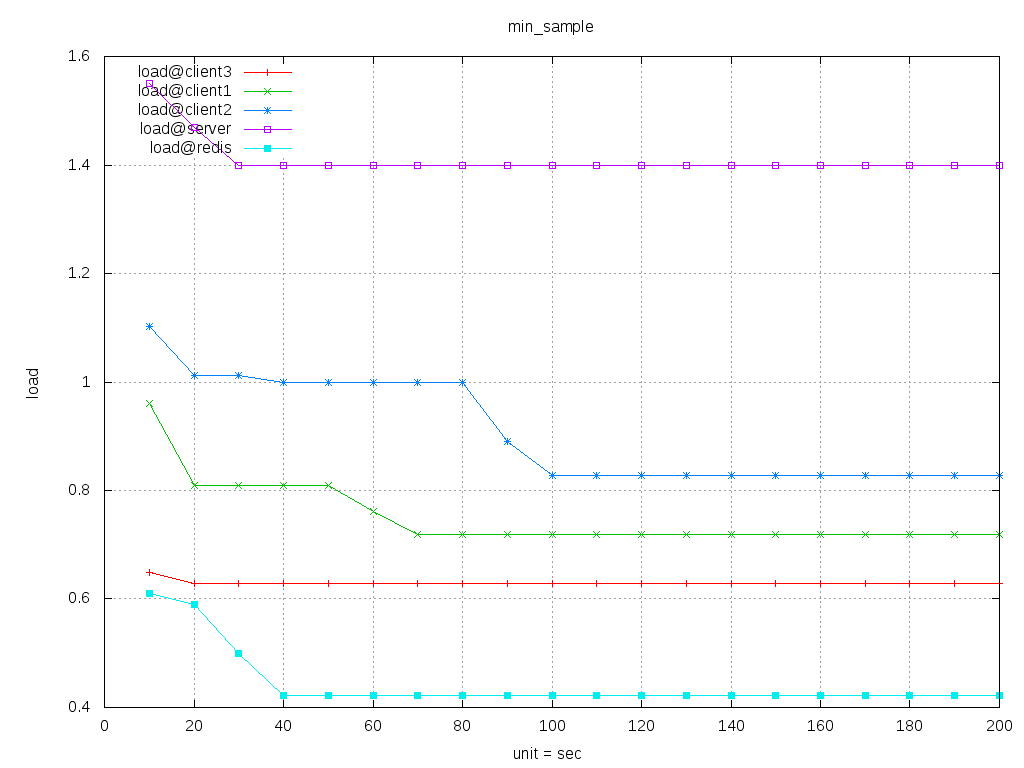 min_sample
1.6
1.4
1.2
1
0.8
0.6
0.4
load
load@client3
load@client1
load@client2
load@server
load@redis
0 20 40 60 80 100 120 140 160 180 200
unit = sec